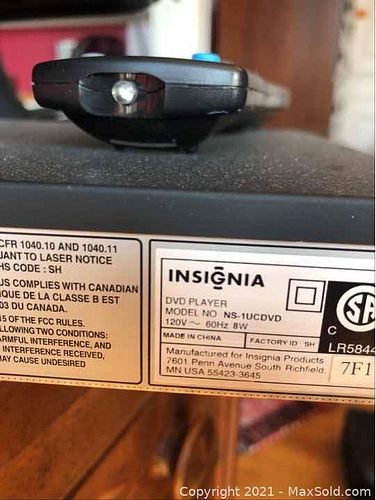 CFR 1040.10 AND 1040.11
UANT TO LASER NOTICE
HS CODE : SH
US COMPLIES WITH CANADIAN
IQUE DE LA CLASSE B EST
03 DU CANADA.
15 OF THE FCC RULES.
LLOWING TWO CONDITIONS:
ARMFUL INTERFERENCE, AND
INTERFERENCE RECEIVED,
MAY CAUSE UNDESIRED
INSIGNIA
DVD PLAYER
MODEL NO NS-1UCDVD
120V ~ 60Hz 8W
MADE IN CHINA
FACTORY ID :SH
Manufactured for Insignia Products
7601 Penn Avenue South Richfield,
MN USA 55423-3645
SA
C
LR5844
7F1
Copyright © 2021 - MaxSold.com